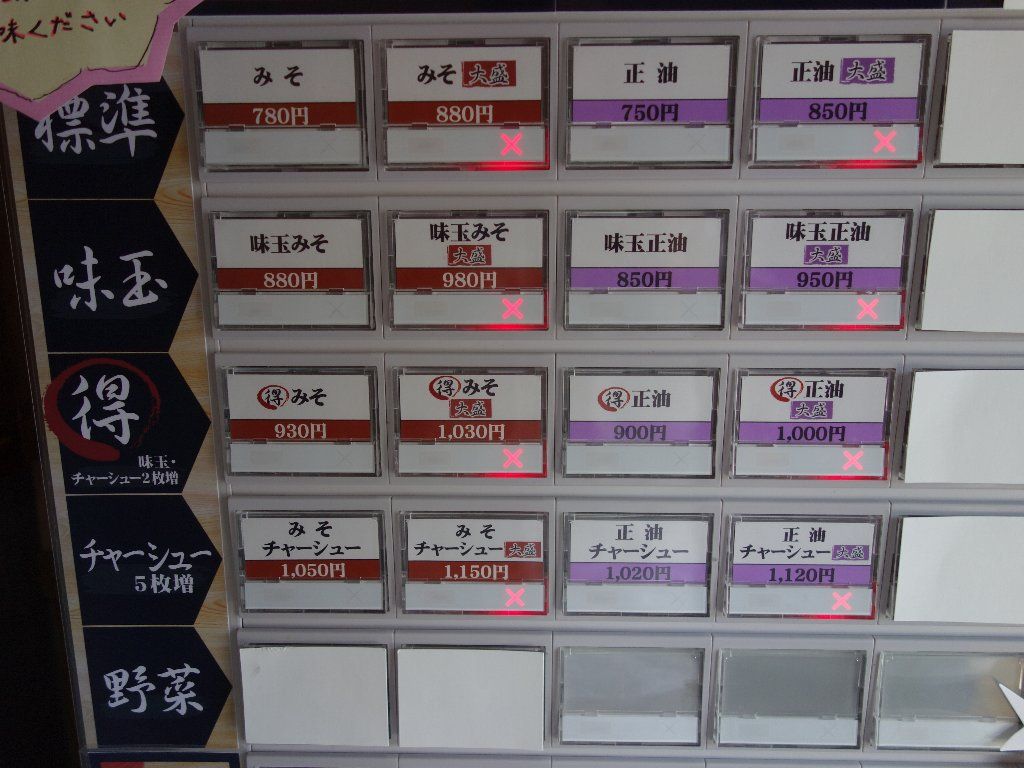 味ください
標準
みそ
780円
みそ 大盛
880円
正油
750円
正油 大盛
850円
味玉
味玉みそ
880円
味玉みそ
大盛
980円
味玉正油
850円
味玉正油
大盛
950円
得
味玉・
チャーシュー2枚増
得みそ
930円
得みそ
大盛
1,030円
得正油
900円
得正油
大盛
1,000円
チャーシュー
5枚増
みそ
チャーシュー
1,050円
みそ
チャーシュー大盛
1,150円
正油
チャーシュー
1,020円
正油
チャーシュー大盛
1,120円
野菜